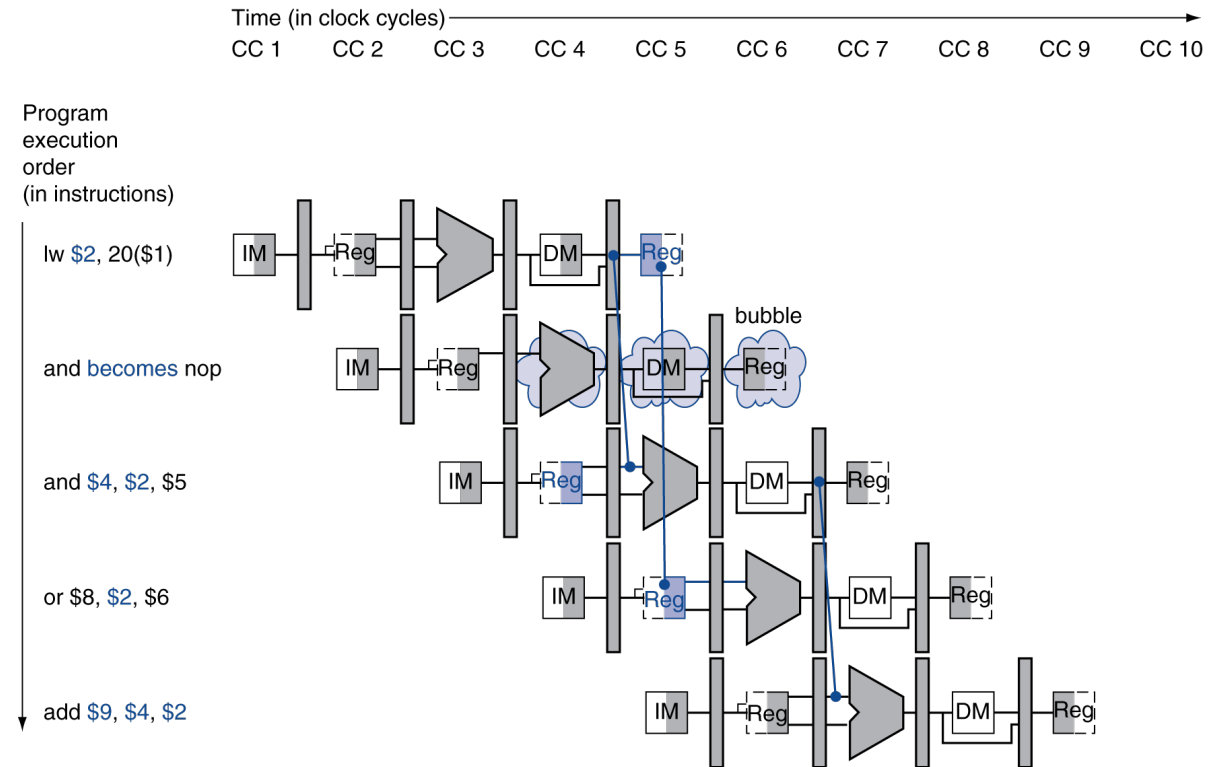 Time (in clock cycles)
CC 1 CC 2 CC 3 CC 4 CC 5 CC 6 CC 7 CC 8 CC 9 CC 10
Program
execution
order
(in instructions)
lw $2, 20($1)
IM Reg DM Reg
bubble
and becomes nop
IM Reg DM Reg
and $4, $2, $5
IM Reg DM Reg
or $8, $2, $6
IM Reg DM Reg
add $9, $4, $2
IM Reg DM Reg